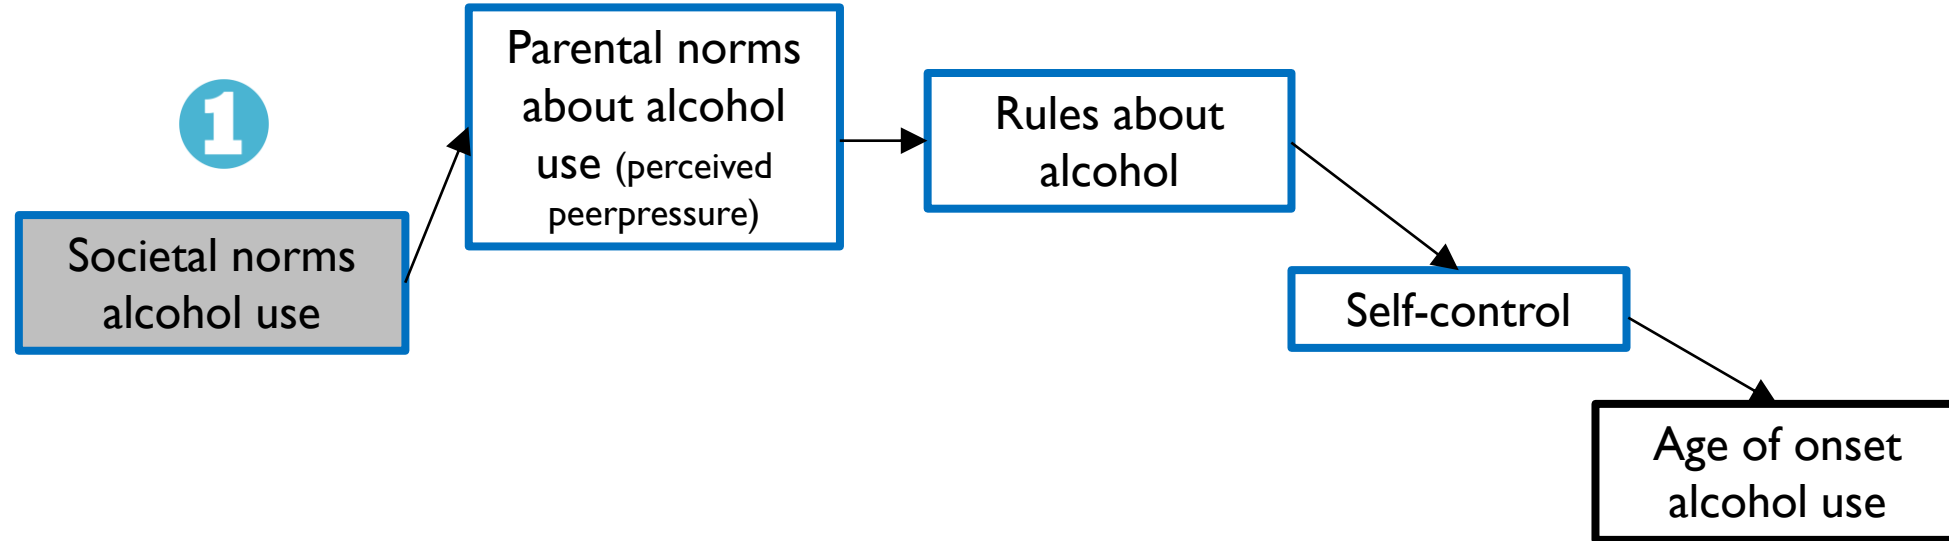 1
Societal norms
alcohol use
Parental norms
about alcohol
use (perceived
peerpressure)
Rules about
alcohol
Self-control
Age of onset
alcohol use